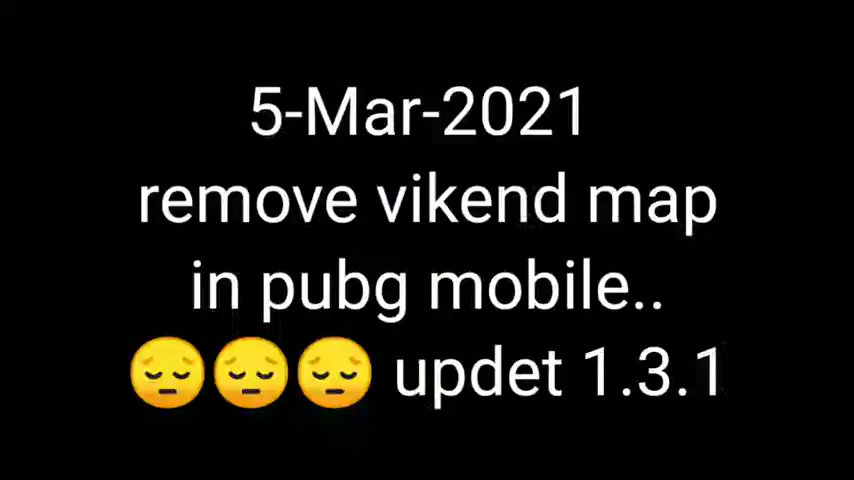 5-Mar-2021
remove vikend map
in pubg mobile..
😔😔😔 updet 1.3.1